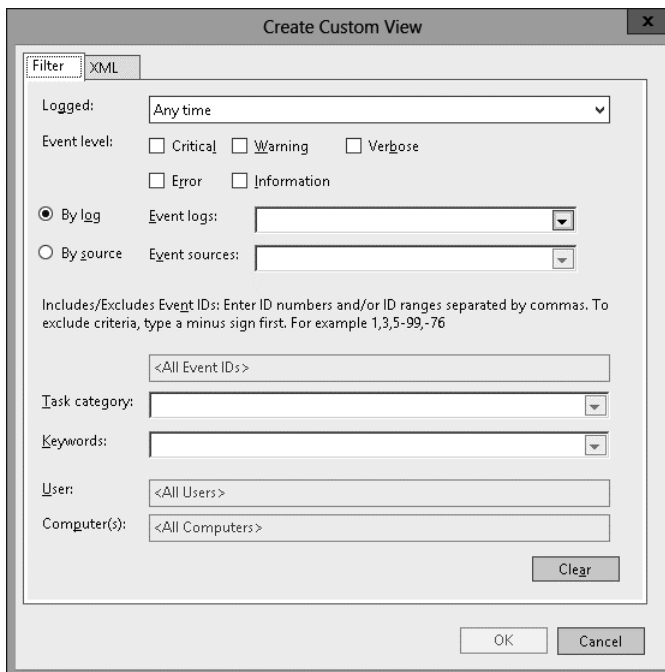 Create Custom View
x
Filter XML
Logged: Any time
Event level: Critical Warning Verbose
Error Information
By log Event logs:
By source Event sources:
Includes/Excludes Event IDs: Enter ID numbers and/or ID ranges separated by commas. To
exclude criteria, type a minus sign first. For example 1,3,5-99,-76
<All Event IDs>
Task category:
Keywords:
User: <All Users>
Computer(s): <All Computers>
Clear
OK Cancel